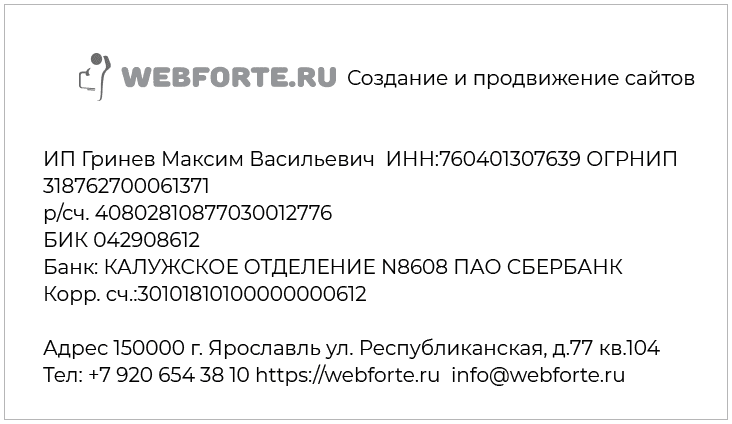 WEBFORTE.RU Создание и продвижение сайтов
ИП Гринев Максим Васильевич ИНН:760401307639 ОГРНИП
318762700061371
р/сч. 40802810877030012776
БИК 042908612
Банк: КАЛУЖСКОЕ ОТДЕЛЕНИЕ N8608 ПАО СБЕРБАНК
Корр. сч.:30101810100000000612
Адрес 150000 г. Ярославль ул. Республиканская, д.77 кв.104
Тел: +7 920 654 38 10 https://webforte.ru info@webforte.ru